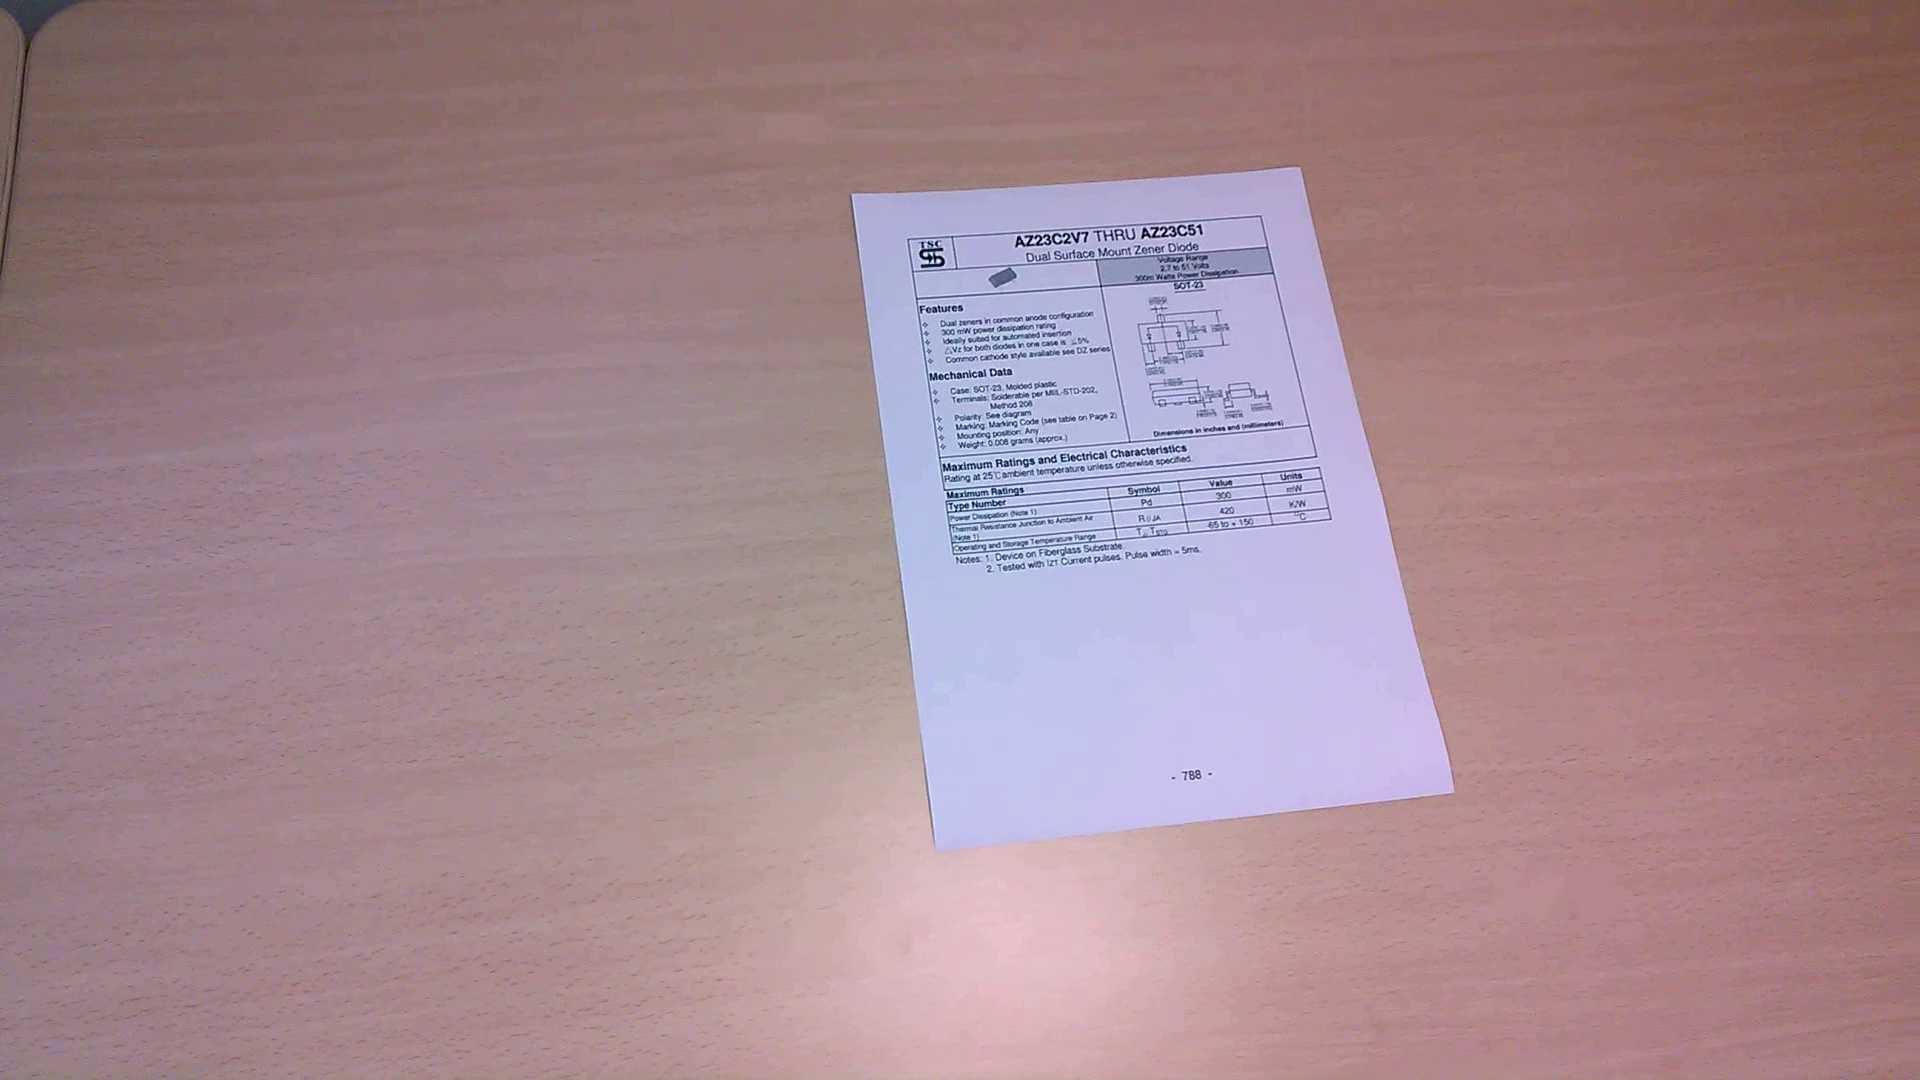 TSC
AZ23C2V7 THRU AZ23C51
Dual Surface Mount Zener Diode
Voltage Range
2.7 to 51 Volts
300m Watts Power Dissipation
SOT-23
Features
Dual zeners in common anode configuration
300 mW power dissipation rating
Ideally suited for automated insertion
△Vz for both diodes in one case is ≦5%
Common cathode style available see DZ series
Mechanical Data
Case: SOT-23, Molded plastic
Terminals: Solderable per MIIL-STD-202,
Method 208
Polarity: See diagram
Marking: Marking Code (see table on Page 2)
Mounting position: Any
Weight: 0.008 grams (approx.)
Dimensions in inches and (millimeters)
Maximum Ratings and Electrical Characteristics
Rating at 25℃ ambient temperature unless otherwise specified.
Maximum Ratings
Type Number Symbol Value Units
Power Dissipation (Note 1) Pd 300 mW
Thermal Resistance Junction to Ambient Air
(Note 1) RθJA 420 K/W
Operating and Storage Temperature Range -65 to + 150 °C
Notes: 1. Device on Fiberglass Substrate
2. Tested with IZT Current pulses. Pulse width = 5ms.
- 788 -